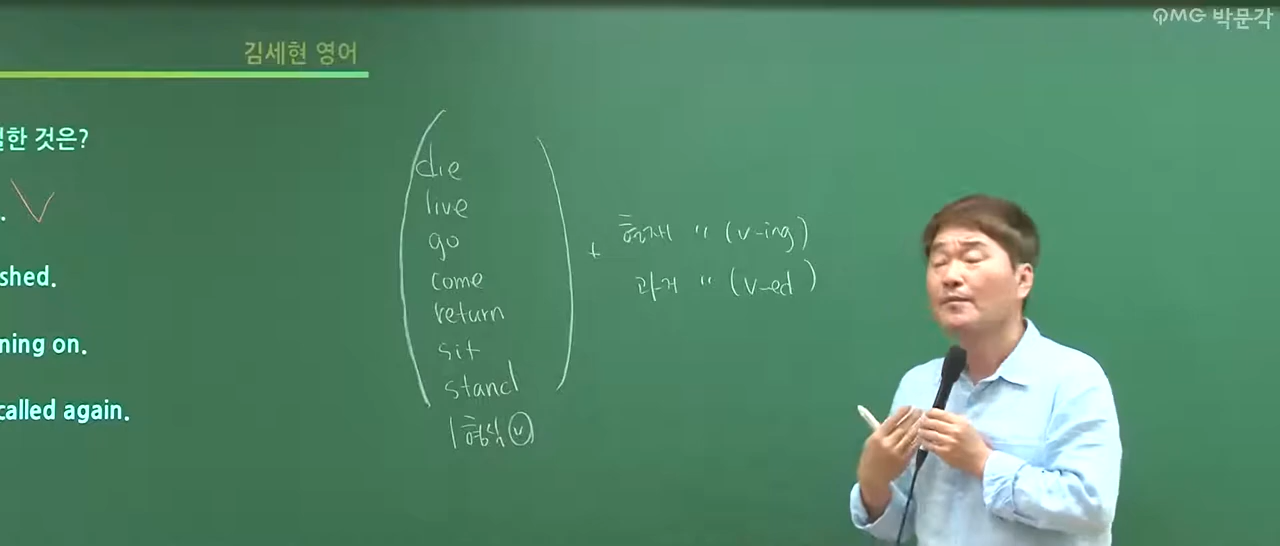 PMG 박문각
김세현 영어
한 것은?
.
shed.
ning on.
called again.
die
live
go
come
return
sit
stand
1형식 v
+ 현재 〃 (v-ing)
과거 〃 (v-ed)